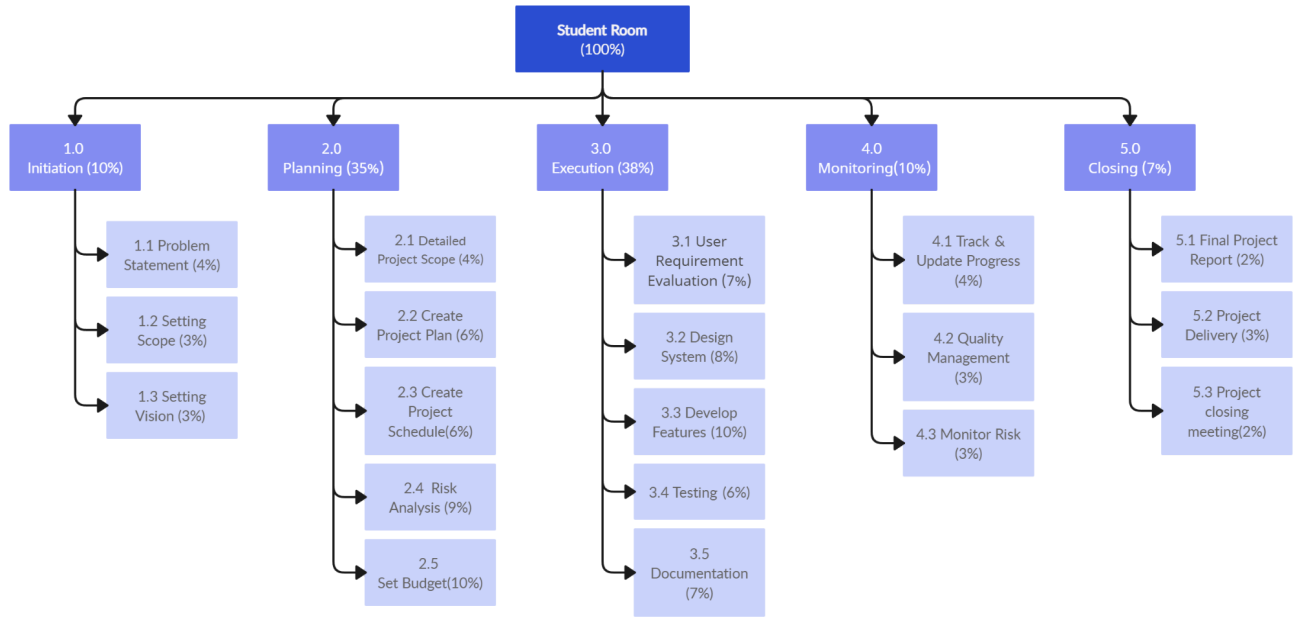 Student Room
(100%)
1.0
Initiation (10%)
1.1 Problem
Statement (4%)
1.2 Setting
Scope (3%)
1.3 Setting
Vision (3%)
2.0
Planning (35%)
2.1 Detailed
Project Scope (4%)
2.2 Create
Project Plan (6%)
2.3 Create
Project
Schedule(6%)
2.4 Risk
Analysis (9%)
2.5
Set Budget(10%)
3.0
Execution (38%)
3.1 User
Requirement
Evaluation (7%)
3.2 Design
System (8%)
3.3 Develop
Features (10%)
3.4 Testing (6%)
3.5
Documentation
(7%)
4.0
Monitoring(10%)
4.1 Track &
Update Progress
(4%)
4.2 Quality
Management
(3%)
4.3 Monitor Risk
(3%)
5.0
Closing (7%)
5.1 Final Project
Report (2%)
5.2 Project
Delivery (3%)
5.3 Project
closing
meeting(2%)